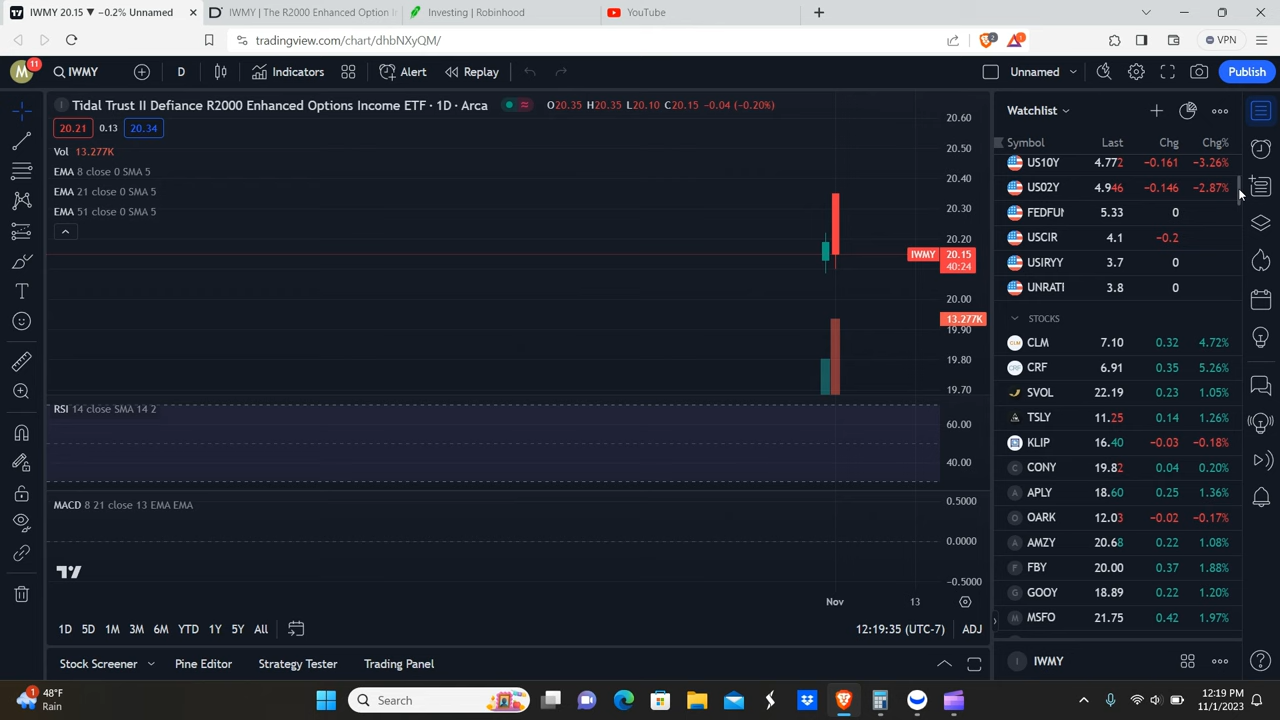 IWMY 20.15 ▼ −0.2% Unnamed
IWMY | The R2000 Enhanced Option In
Investing | Robinhood
YouTube
tradingview.com/chart/dhbNXyQM/
2
1
VPN
M
11
IWMY
D
Indicators
Alert
Replay
Unnamed
Publish
I Tidal Trust II Defiance R2000 Enhanced Options Income ETF · 1D · Arca
O20.35 H20.35 L20.10 C20.15 −0.04 (−0.20%)
20.21 0.13 20.34
Vol 13.277K
EMA 8 close 0 SMA 5
EMA 21 close 0 SMA 5
EMA 51 close 0 SMA 5
RSI 14 close SMA 14 2
MACD 8 21 close 13 EMA EMA
20.60
20.50
20.40
20.30
20.20
IWMY 20.15
40:24
20.00
13.277K
19.90
19.80
19.70
60.00
40.00
0.5000
0.0000
−0.5000
Nov
13
1D 5D 1M 3M 6M YTD 1Y 5Y All
12:19:35 (UTC-7)
ADJ
Stock Screener
Pine Editor
Strategy Tester
Trading Panel
Watchlist
Symbol Last Chg Chg%
US10Y 4.772 −0.161 −3.26%
US02Y 4.946 −0.146 −2.87%
FEDFUN 5.33 0
USCIR 4.1 −0.2
USIRYY 3.7 0
UNRATI 3.8 0
STOCKS
CLM 7.10 0.32 4.72%
CRF 6.91 0.35 5.26%
SVOL 22.19 0.23 1.05%
TSLY 11.25 0.14 1.26%
KLIP 16.40 −0.03 −0.18%
C CONY 19.82 0.04 0.20%
A APLY 18.60 0.25 1.36%
O OARK 12.03 −0.02 −0.17%
A AMZY 20.68 0.22 1.08%
F FBY 20.00 0.37 1.88%
G GOOY 18.89 0.22 1.20%
M MSFO 21.75 0.42 1.97%
I IWMY
1
48°F
Rain
Search
12:19 PM
11/1/2023